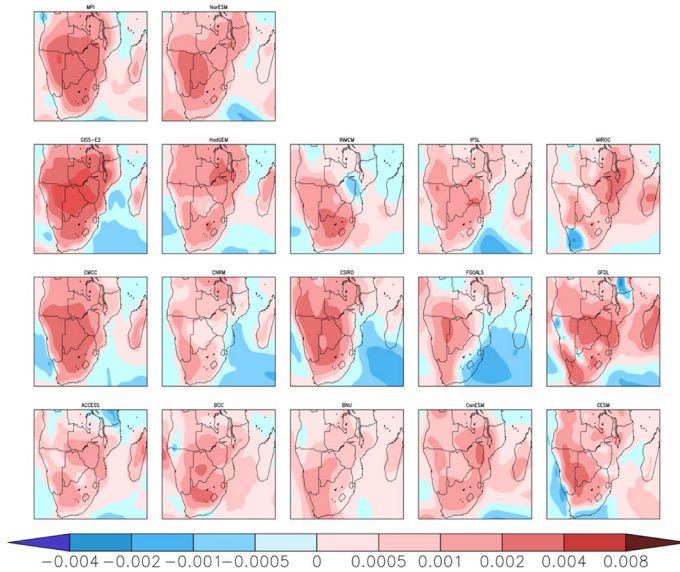 MPI NorESM
GISS-E2 HadGEM INMCM IPSL MIROC
CMCC CNRM CSIRO FGOALS GFDL
ACCESS BCC BNU CanESM CESM
-0.004 -0.002 -0.001 -0.0005 0 0.0005 0.001 0.002 0.004 0.008